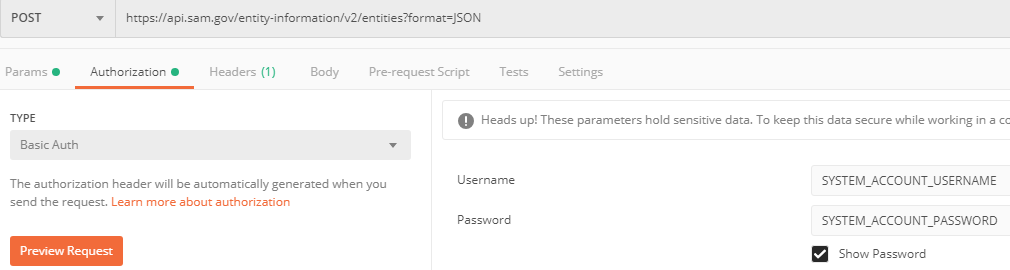 POST https://api.sam.gov/entity-information/v2/entities?format=JSON
Params Authorization Headers (1) Body Pre-request Script Tests Settings
TYPE
Basic Auth
The authorization header will be automatically generated when you
send the request. Learn more about authorization
Preview Request
Heads up! These parameters hold sensitive data. To keep this data secure while working in a co
Username SYSTEM_ACCOUNT_USERNAME
Password SYSTEM_ACCOUNT_PASSWORD
Show Password